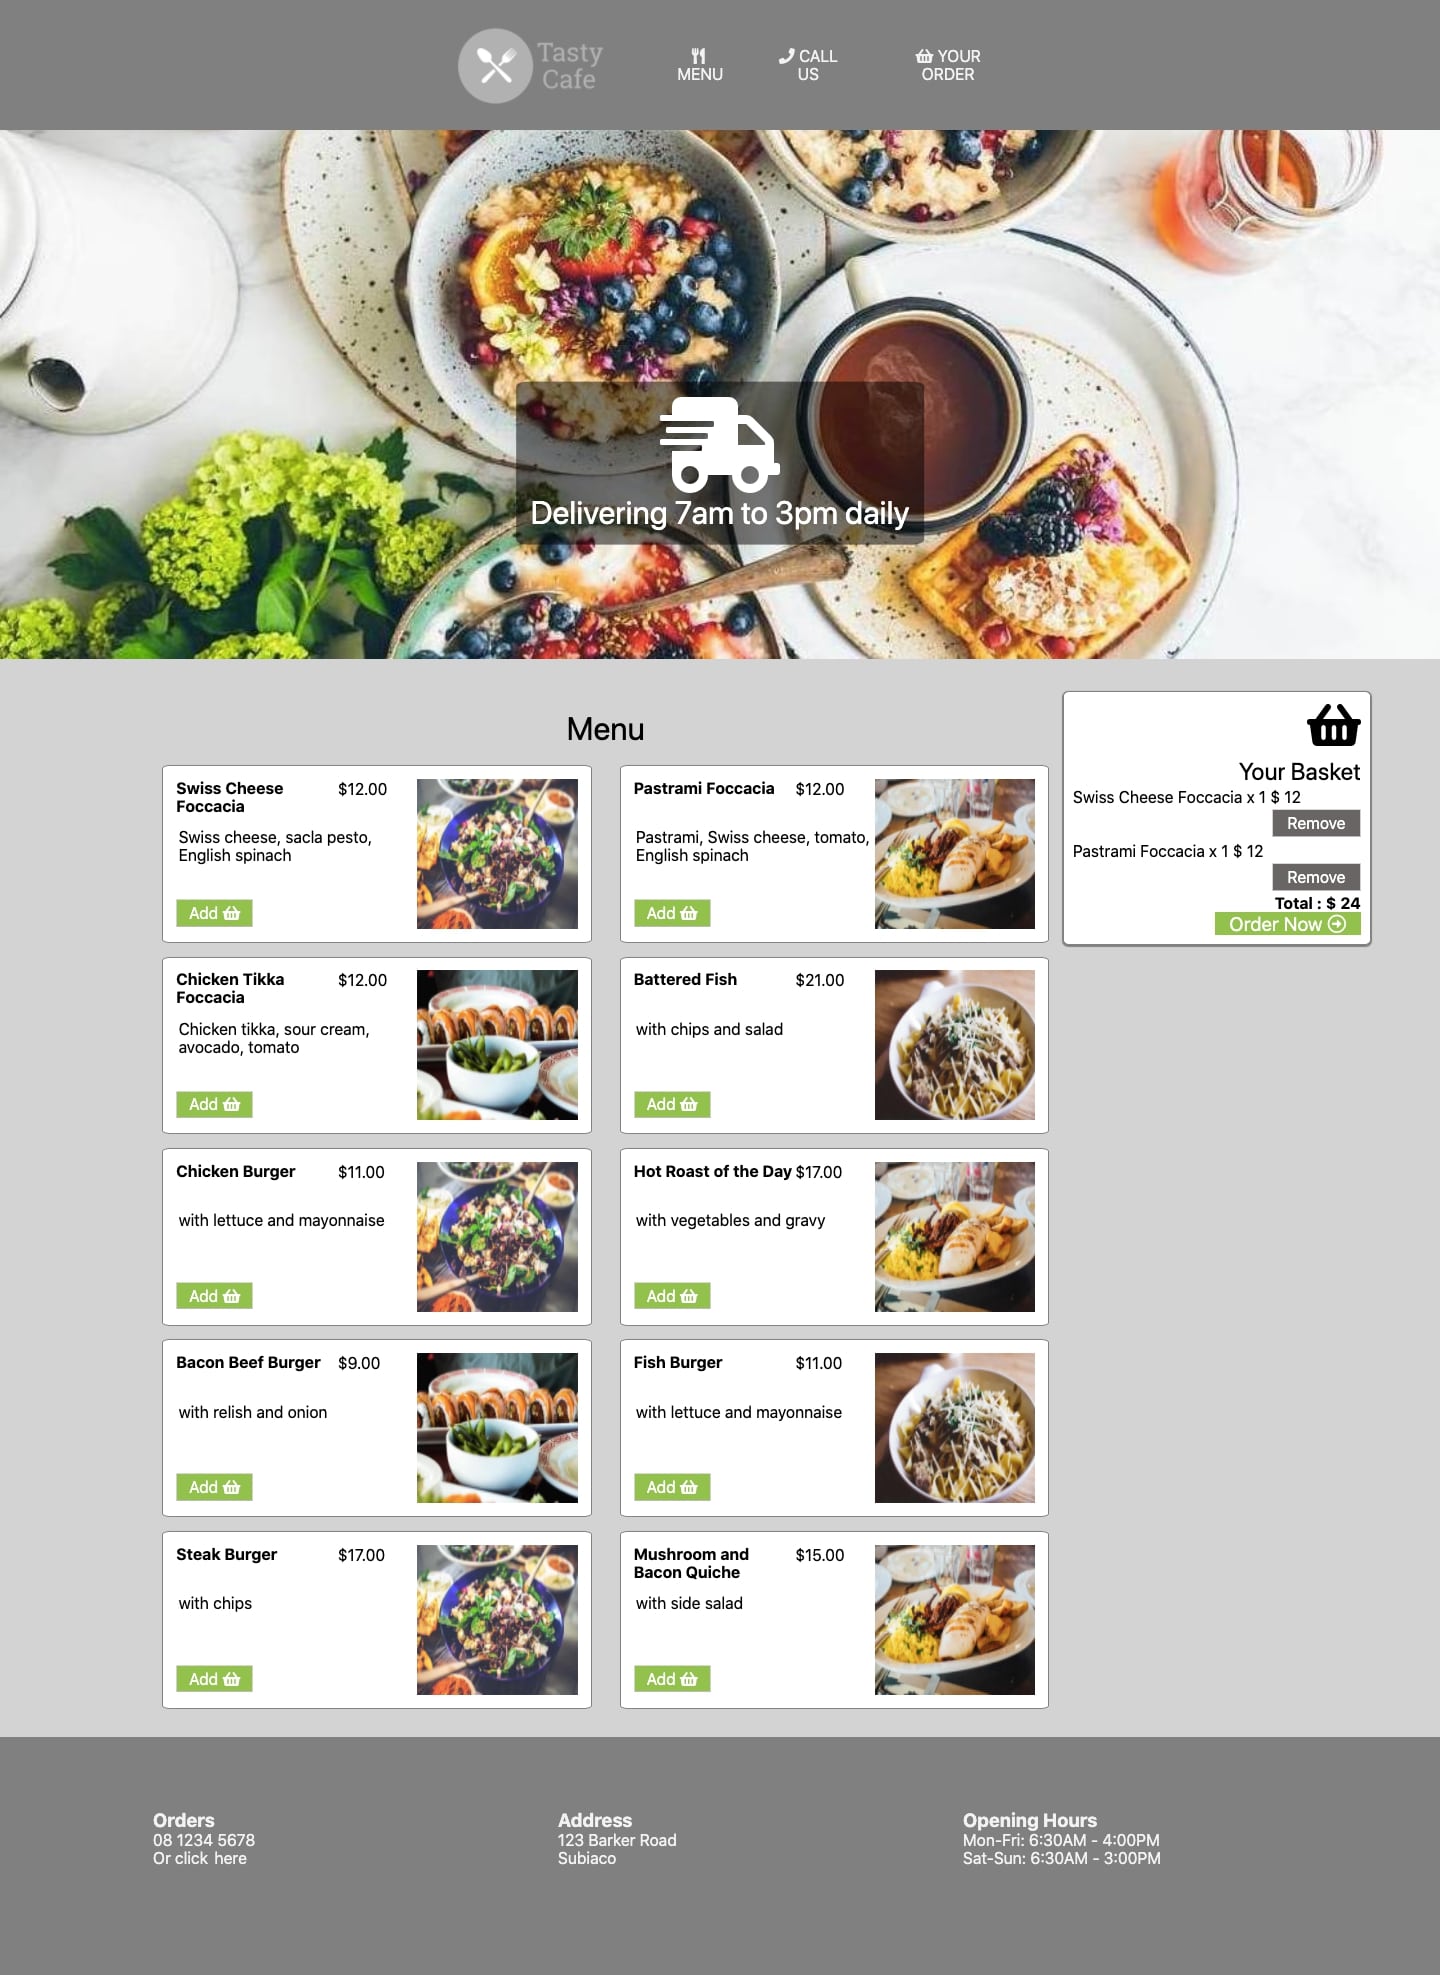 Tasty
Cafe
MENU
CALL
US
YOUR
ORDER
Delivering 7am to 3pm daily
Menu
Swiss Cheese
Foccacia
$12.00
Swiss cheese, sacla pesto,
English spinach
Add
Pastrami Foccacia
$12.00
Pastrami, Swiss cheese, tomato,
English spinach
Add
Chicken Tikka
Foccacia
$12.00
Chicken tikka, sour cream,
avocado, tomato
Add
Battered Fish
$21.00
with chips and salad
Add
Chicken Burger
$11.00
with lettuce and mayonnaise
Add
Hot Roast of the Day
$17.00
with vegetables and gravy
Add
Bacon Beef Burger
$9.00
with relish and onion
Add
Fish Burger
$11.00
with lettuce and mayonnaise
Add
Steak Burger
$17.00
with chips
Add
Mushroom and
Bacon Quiche
$15.00
with side salad
Add
Your Basket
Swiss Cheese Foccacia x 1 $ 12
Remove
Pastrami Foccacia x 1 $ 12
Remove
Total : $ 24
Order Now
Orders
08 1234 5678
Or click here
Address
123 Barker Road
Subiaco
Opening Hours
Mon-Fri: 6:30AM - 4:00PM
Sat-Sun: 6:30AM - 3:00PM